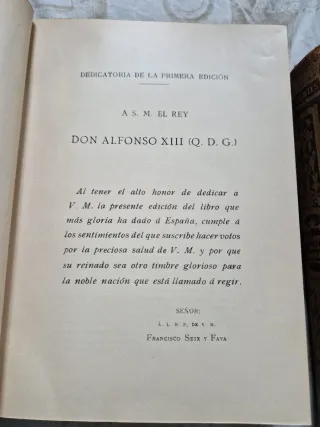 DEDICATORIA DE LA PRIMERA EDICIÓN
A S. M. EL REY
DON ALFONSO XIII (Q. D. G.)
Al tener el alto honor de dedicar a
V. M. la presente edición del libro que
más gloria ha dado á España, cumple á
los sentimientos del que suscribe hacer votos
por la preciosa salud de V. M. y por que
su reinado sea otro timbre glorioso para
la noble nación que está llamado á regir.
SEÑOR:
DE V. M.
FRANCISCO SEIX Y FAYA